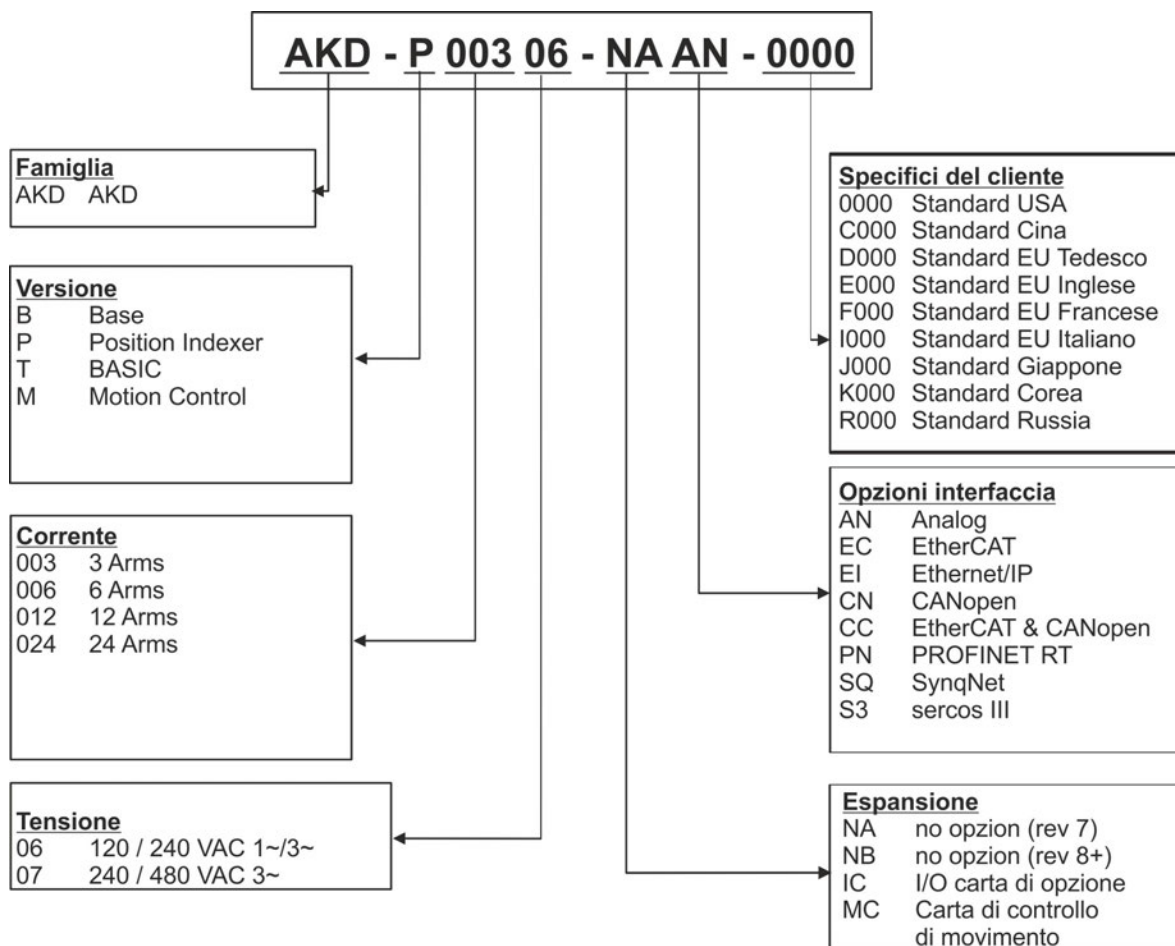 AKD - P 003 06 - NA AN - 0000
Famiglia
AKD AKD
Versione
B Base
P Position Indexer
T BASIC
M Motion Control
Corrente
003 3 Arms
006 6 Arms
012 12 Arms
024 24 Arms
Tensione
06 120 / 240 VAC 1~/3~
07 240 / 480 VAC 3~
Specifici del cliente
0000 Standard USA
C000 Standard Cina
D000 Standard EU Tedesco
E000 Standard EU Inglese
F000 Standard EU Francese
I000 Standard EU Italiano
J000 Standard Giappone
K000 Standard Corea
R000 Standard Russia
Opzioni interfaccia
AN Analog
EC EtherCAT
EI Ethernet/IP
CN CANopen
CC EtherCAT & CANopen
PN PROFINET RT
SQ SynqNet
S3 sercos III
Espansione
NA no opzion (rev 7)
NB no opzion (rev 8+)
IC I/O carta di opzione
MC Carta di controllo
di movimento